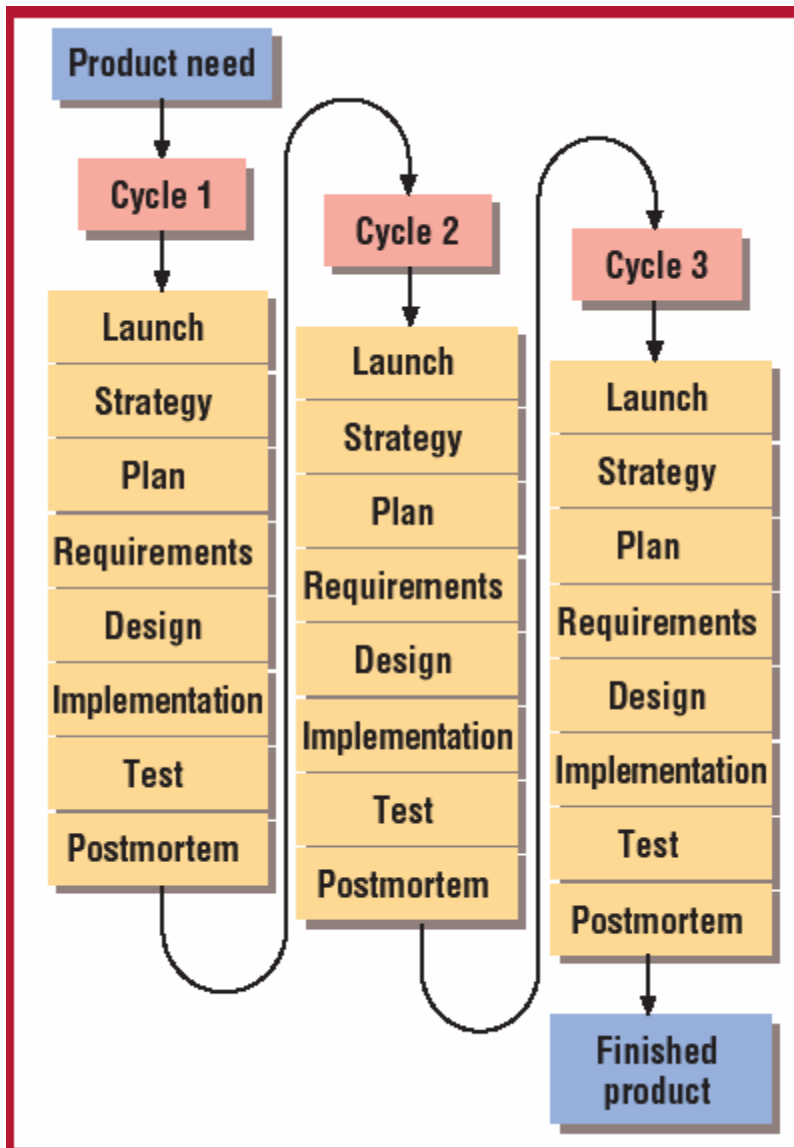 Product need
Cycle 1
Launch
Strategy
Plan
Requirements
Design
Implementation
Test
Postmortem
Cycle 2
Launch
Strategy
Plan
Requirements
Design
Implementation
Test
Postmortem
Cycle 3
Launch
Strategy
Plan
Requirements
Design
Implementation
Test
Postmortem
Finished
product